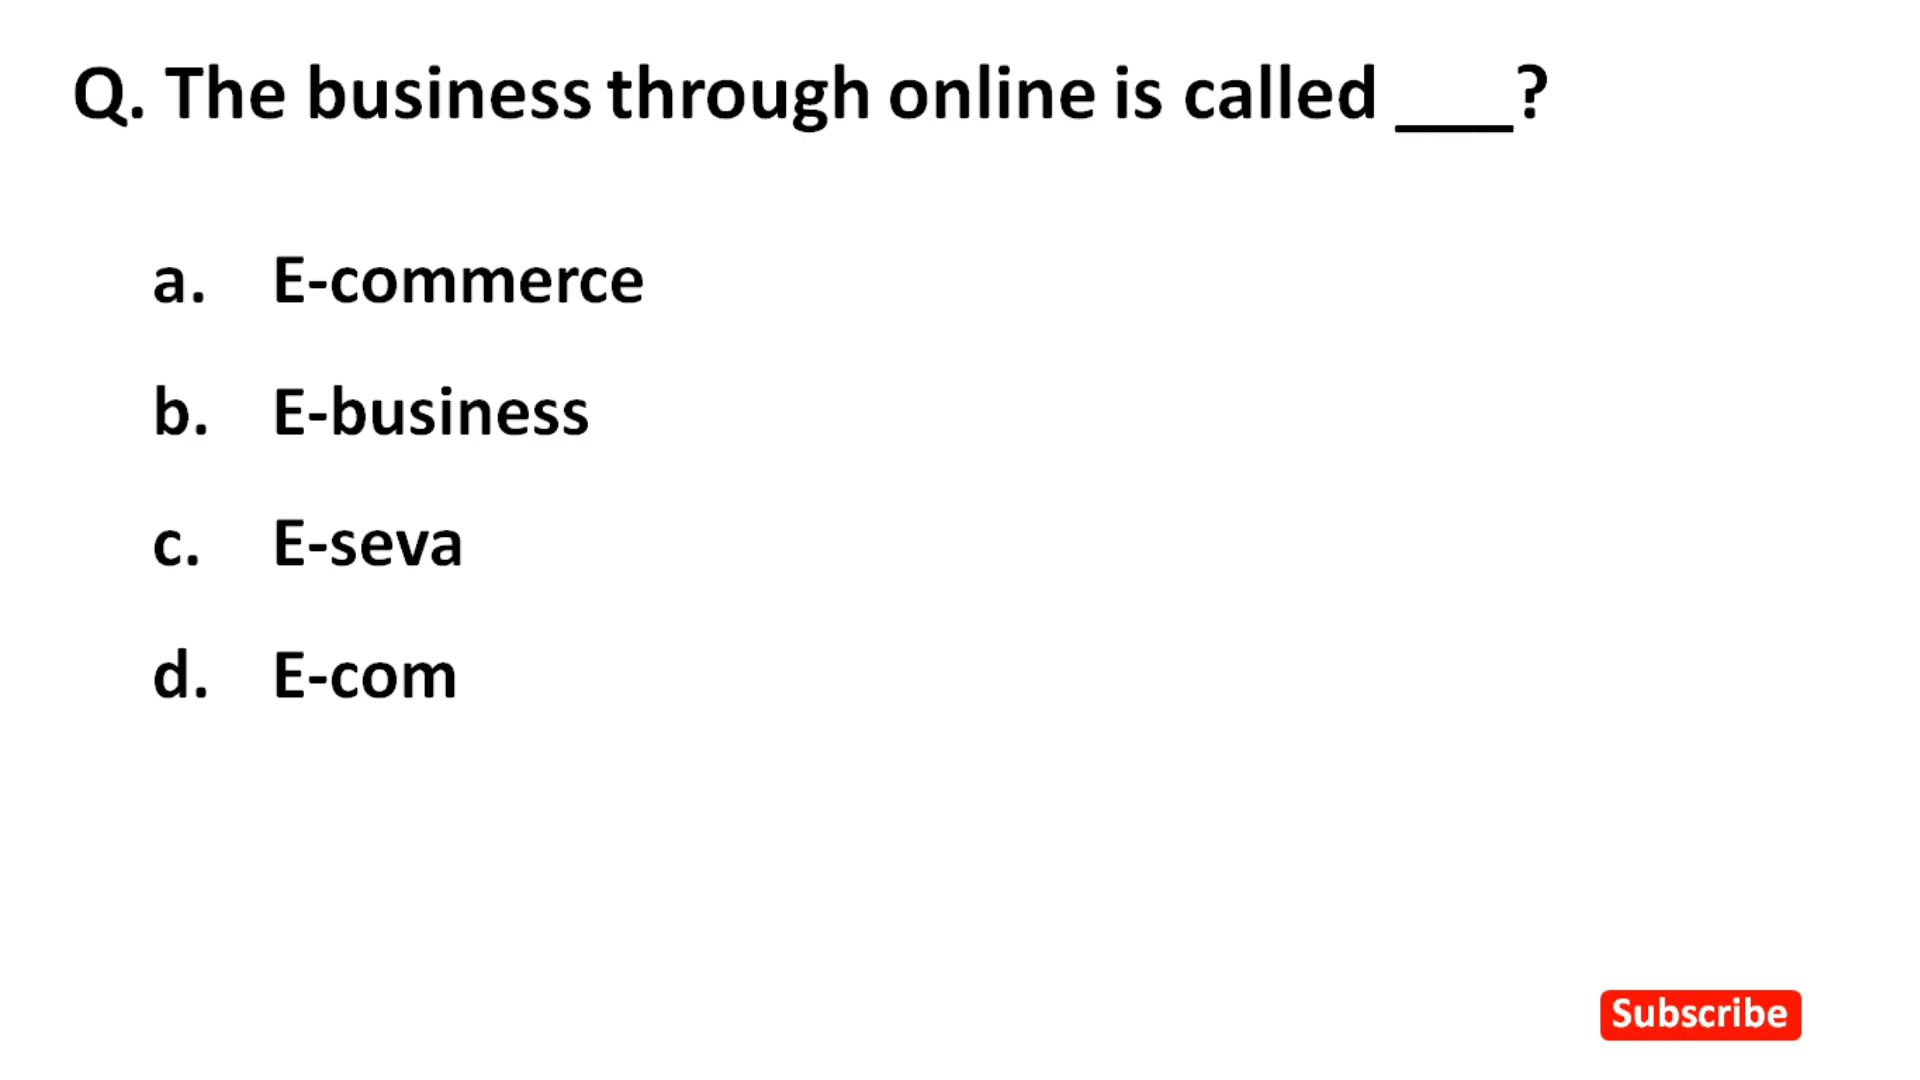 Q. The business through online is called ___?
a. E-commerce
b. E-business
c. E-seva
d. E-com
Subscribe